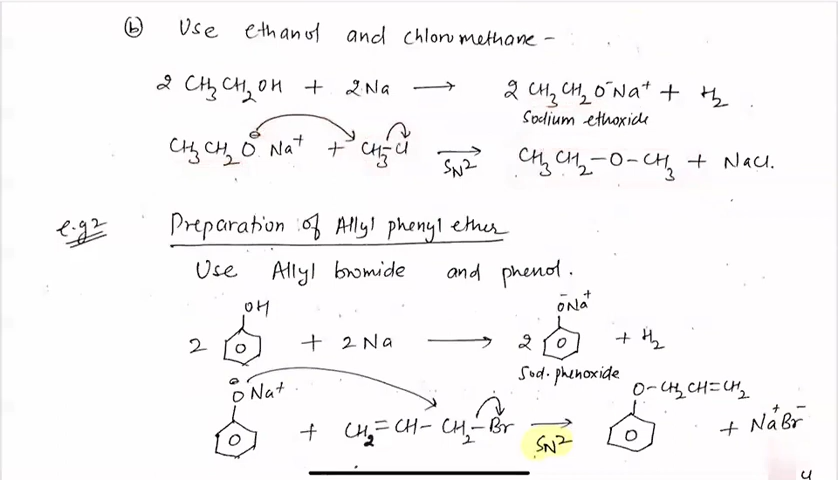 (b) Use ethanol and chloromethane -
2 CH₃CH₂OH + 2Na ⟶ 2 CH₃CH₂O⁻Na⁺ + H₂
Sodium ethoxide
CH₃CH₂O⊖ Na⁺ + CH₃-Cl ⟶ CH₃CH₂-O-CH₃ + NaCl.
SN²
e.g 2 Preparation of Allyl phenyl ether
Use Allyl bromide and phenol.
OH O⁻Na⁺
2 + 2Na ⟶ 2 + H₂
Sod. phenoxide
O⊖ Na⁺ O-CH₂CH=CH₂
+ CH₂=CH-CH₂-Br ⟶ + Na⁺Br⁻
SN²
4